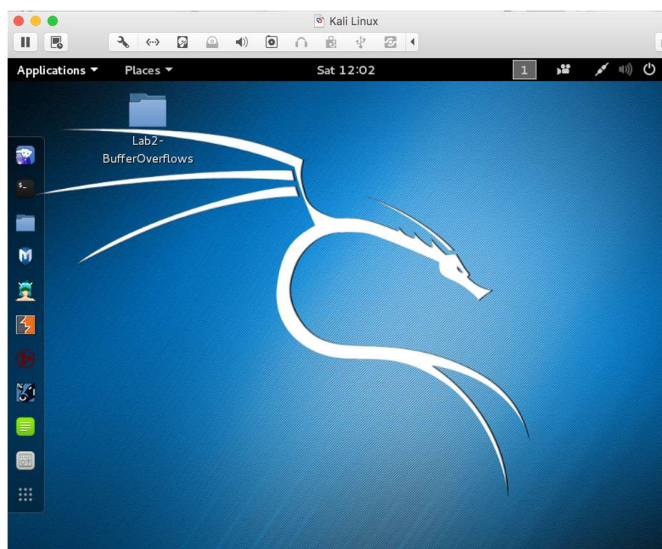 Kali Linux
Applications Places Sat 12:02 1
Lab2-
BufferOverflows